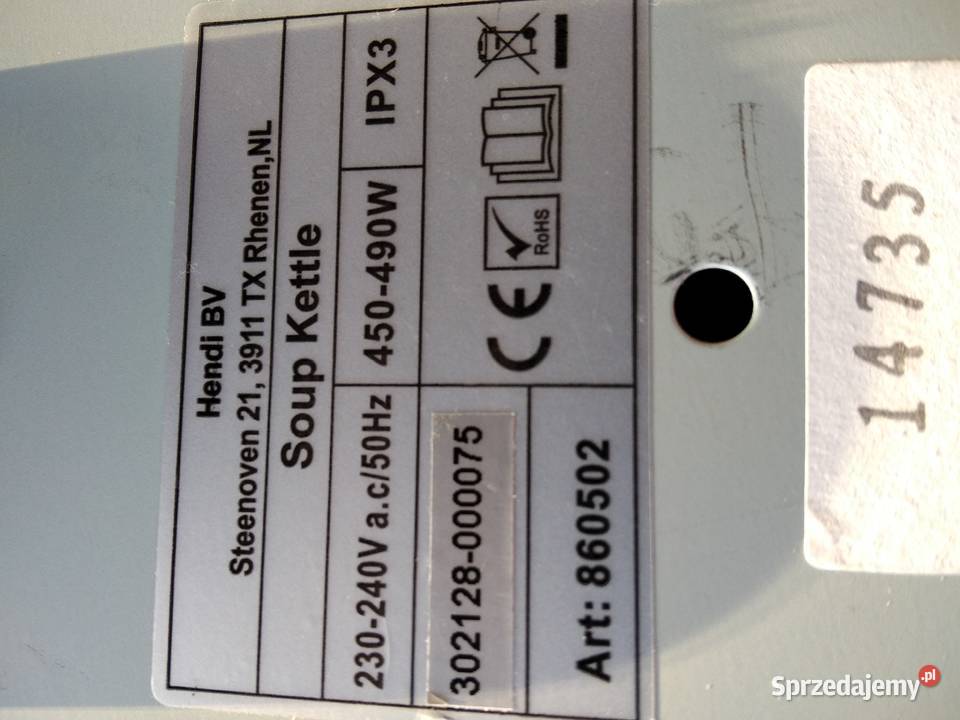 Hendi BV
Steenoven 21, 3911 TX Rhenen,NL
Soup Kettle
230-240V a.c/50Hz 450-490W IPX3
302128-000075
CE RoHS
Art: 860502
14735
Sprzedajemy.pl